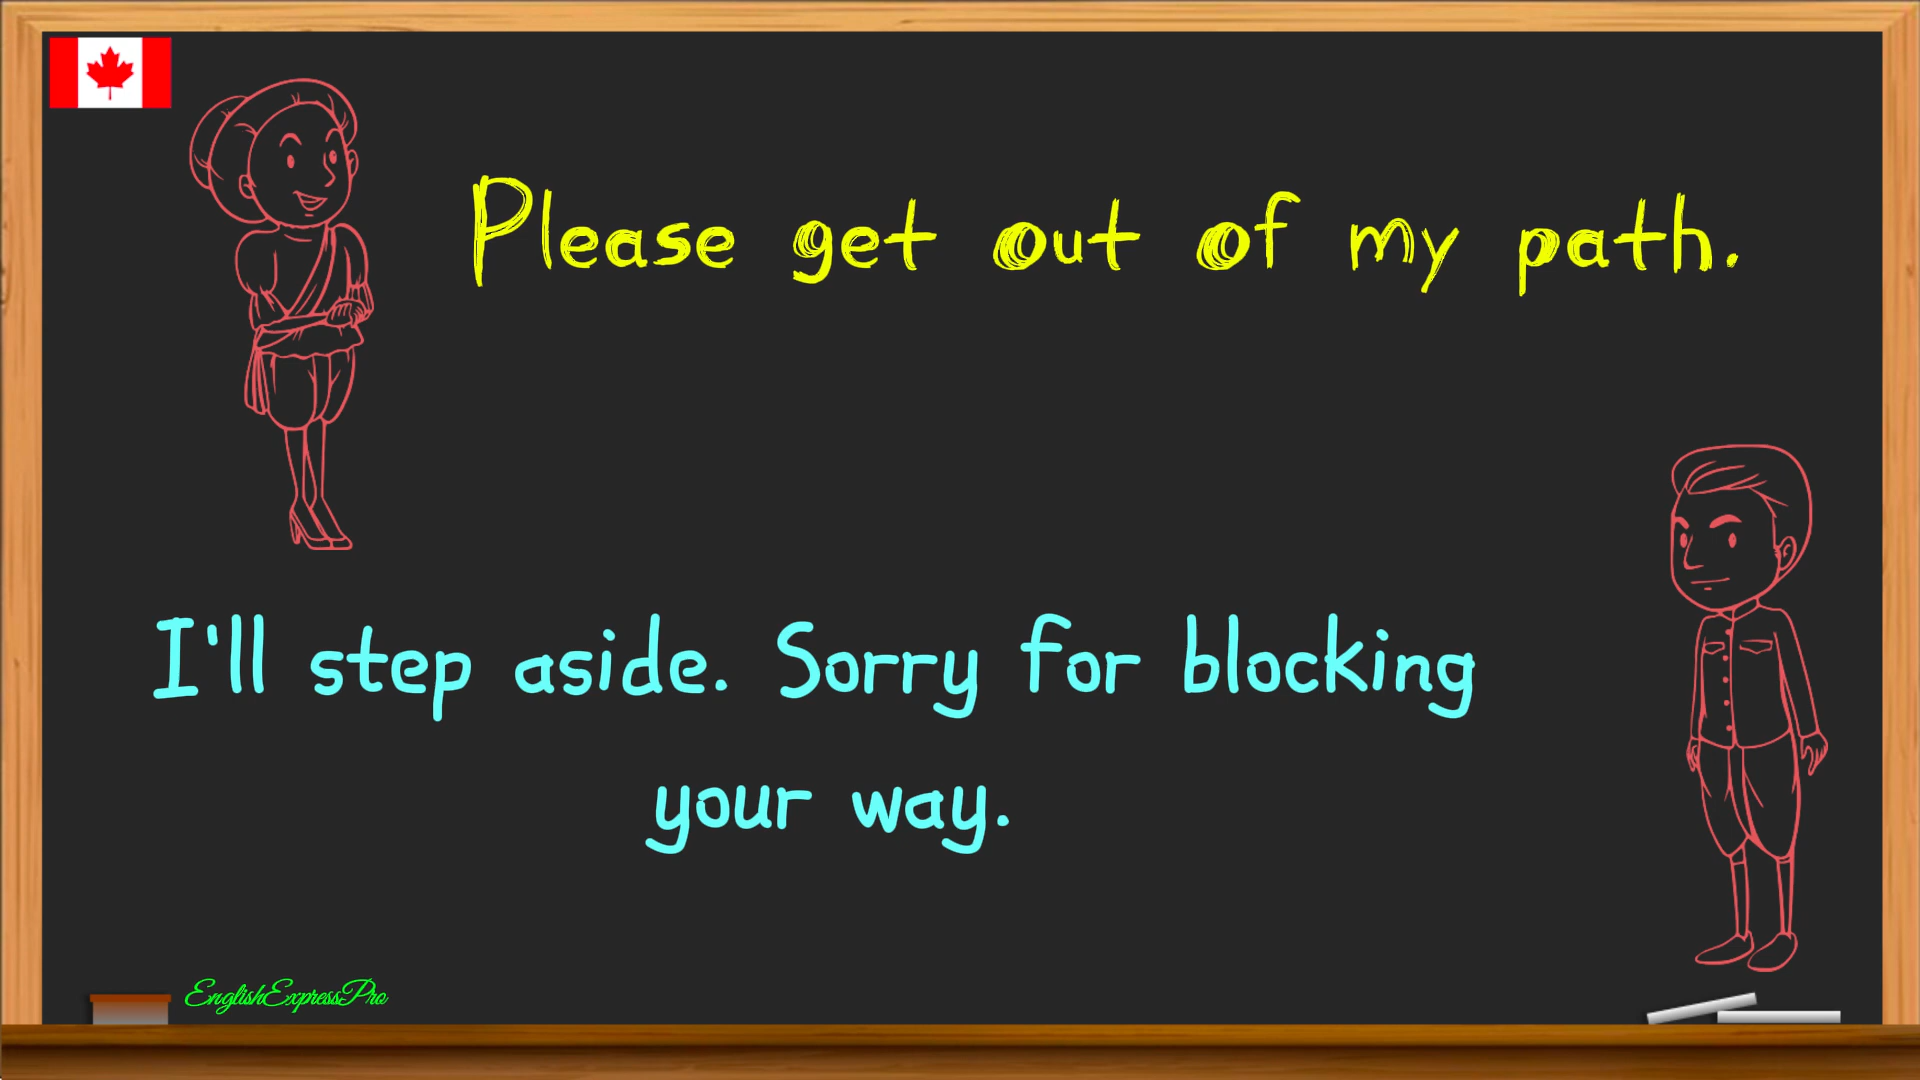 Please get out of my path.
I'll step aside. Sorry for blocking
your way.
EnglishExpressPro